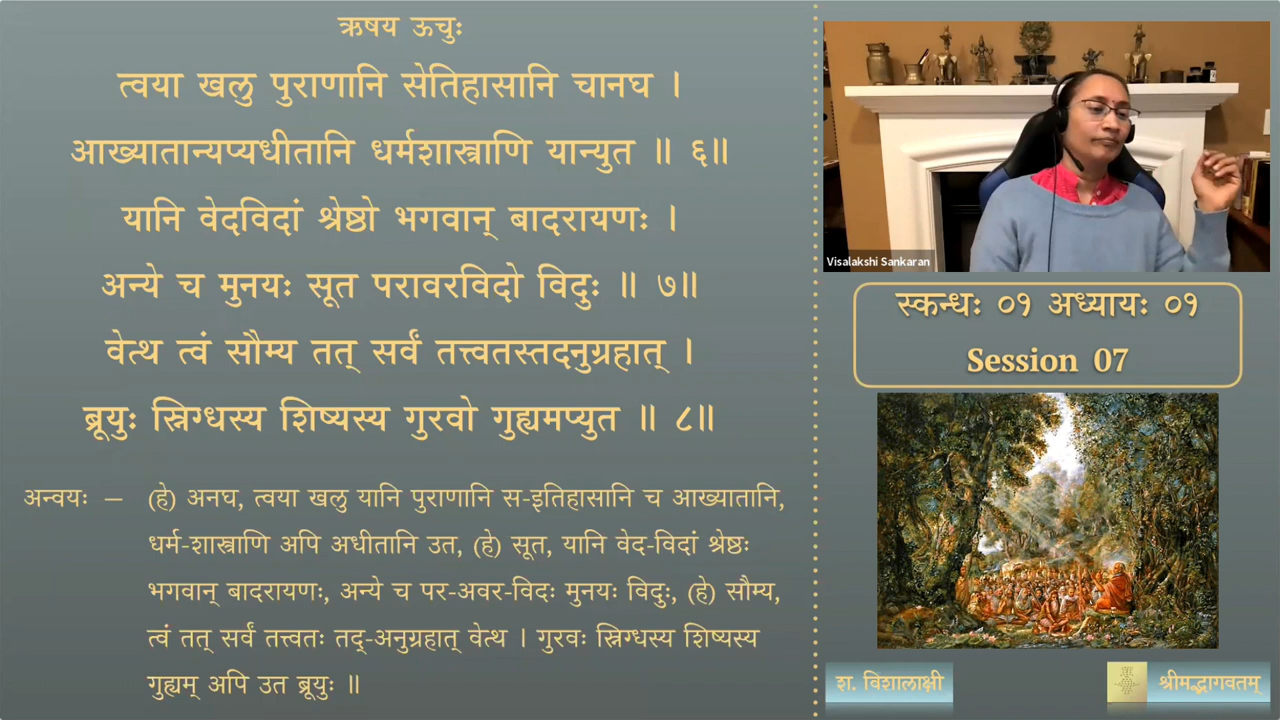 ऋषय ऊचुः
त्वया खलु पुराणानि सेतिहासानि चानघ ।
आख्यातान्यप्यधीतानि धर्मशास्त्राणि यान्युत ॥ ६॥
यानि वेदविदां श्रेष्ठो भगवान् बादरायणः ।
अन्ये च मुनयः सूत परावरविदो विदुः ॥ ७॥
वेत्थ त्वं सौम्य तत् सर्वं तत्त्वतस्तदनुग्रहात् ।
ब्रूयुः स्निग्धस्य शिष्यस्य गुरवो गुह्यमप्युत ॥ ८॥
अन्वयः – (हे) अनघ, त्वया खलु यानि पुराणानि स-इतिहासानि च आख्यातानि,
धर्म-शास्त्राणि अपि अधीतानि उत, (हे) सूत, यानि वेद-विदां श्रेष्ठः
भगवान् बादरायणः, अन्ये च पर-अवर-विदः मुनयः विदुः, (हे) सौम्य,
त्वं तत् सर्वं तत्त्वतः तद्-अनुग्रहात् वेत्थ । गुरवः स्निग्धस्य शिष्यस्य
गुह्यम् अपि उत ब्रूयुः ॥
Visalakshi Sankaran
स्कन्धः ०१ अध्यायः ०१
Session 07
श. विशालाक्षी
श्रीमद्भागवतम्